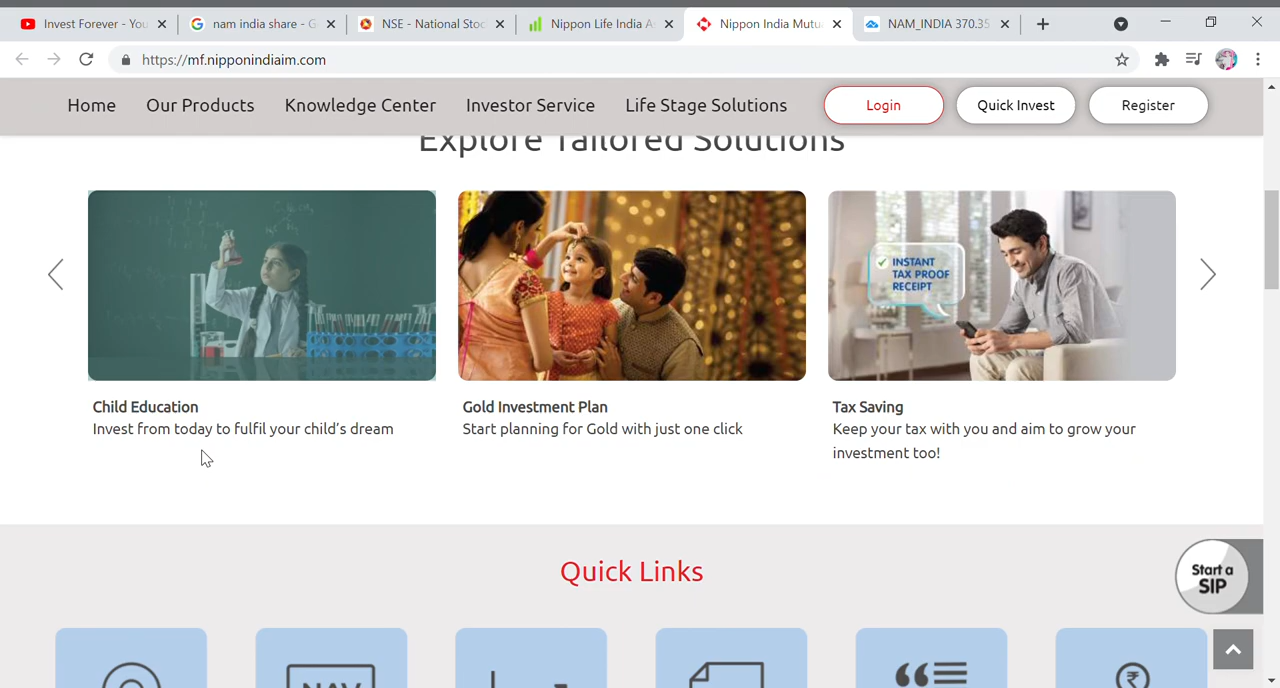 Invest Forever - You
nam india share - G
NSE - National Stoc
Nippon Life India A
Nippon India Mutu
NAM_INDIA 370.35
https://mf.nipponindiaim.com
Home
Our Products
Knowledge Center
Investor Service
Life Stage Solutions
Login
Quick Invest
Register
Explore Tailored Solutions
INSTANT
TAX PROOF
RECEIPT
Child Education
Invest from today to fulfil your child's dream
Gold Investment Plan
Start planning for Gold with just one click
Tax Saving
Keep your tax with you and aim to grow your
investment too!
Quick Links
Start a
SIP
NAV